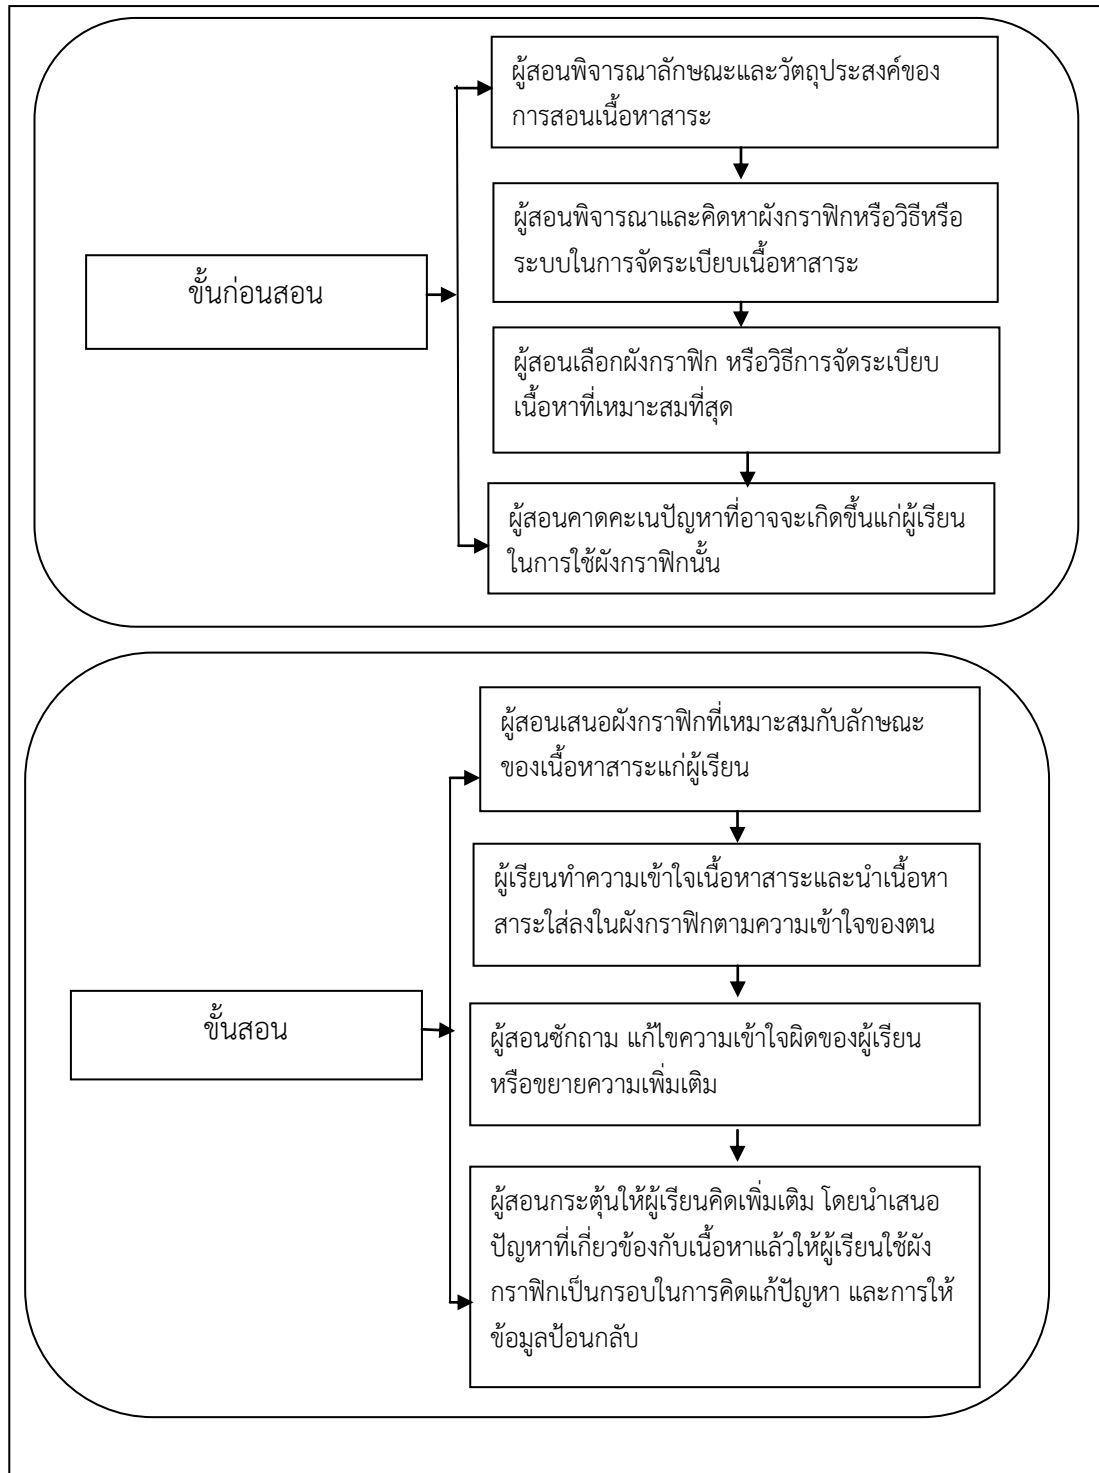 ผู้สอนพิจารณาลักษณะและวัตถุประสงค์ของ
การสอนเนื้อหาสาระ
ผู้สอนพิจารณาและคิดหาผังกราฟิกหรือวิธีหรือ
ระบบในการจัดระเบียบเนื้อหาสาระ
ขั้นก่อนสอน
ผู้สอนเลือกผังกราฟิก หรือวิธีการจัดระเบียบ
เนื้อหาที่เหมาะสมที่สุด
ผู้สอนคาดคะเนปัญหาที่อาจจะเกิดขึ้นแก่ผู้เรียน
ในการใช้ผังกราฟิกนั้น
ผู้สอนเสนอผังกราฟิกที่เหมาะสมกับลักษณะ
ของเนื้อหาสาระแก่ผู้เรียน
ผู้เรียนทำความเข้าใจเนื้อหาสาระและนำเนื้อหา
สาระใส่ลงในผังกราฟิกตามความเข้าใจของตน
ขั้นสอน
ผู้สอนซักถาม แก้ไขความเข้าใจผิดของผู้เรียน
หรือขยายความเพิ่มเติม
ผู้สอนกระตุ้นให้ผู้เรียนคิดเพิ่มเติม โดยนำเสนอ
ปัญหาที่เกี่ยวข้องกับเนื้อหาแล้วให้ผู้เรียนใช้ผัง
กราฟิกเป็นกรอบในการคิดแก้ปัญหา และการให้
ข้อมูลป้อนกลับ